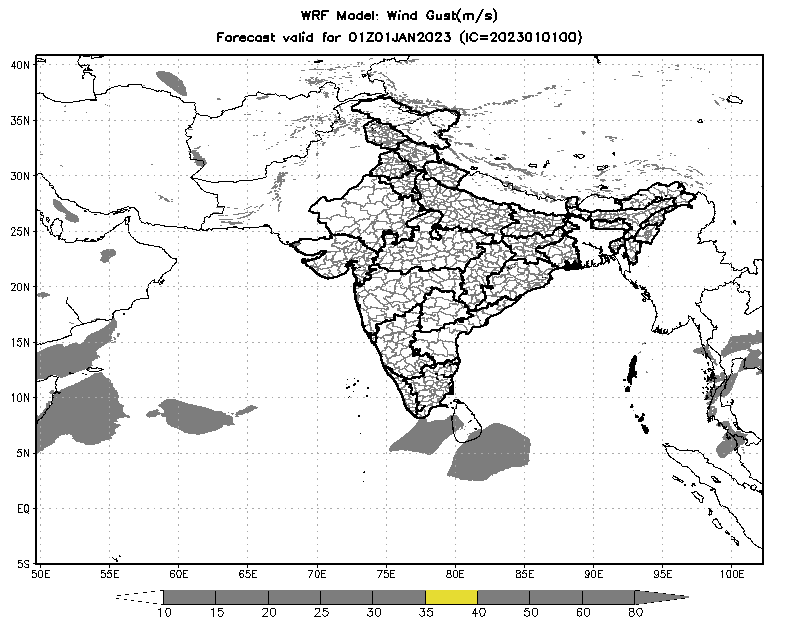 WRF Model: Wind Gust(m/s)
Forecast valid for 01Z01JAN2023 (IC=2023010100)
40N
35N
30N
25N
20N
15N
10N
5N
EQ
5S
50E 55E 60E 65E 70E 75E 80E 85E 90E 95E 100E
10 15 20 25 30 35 40 50 60 80